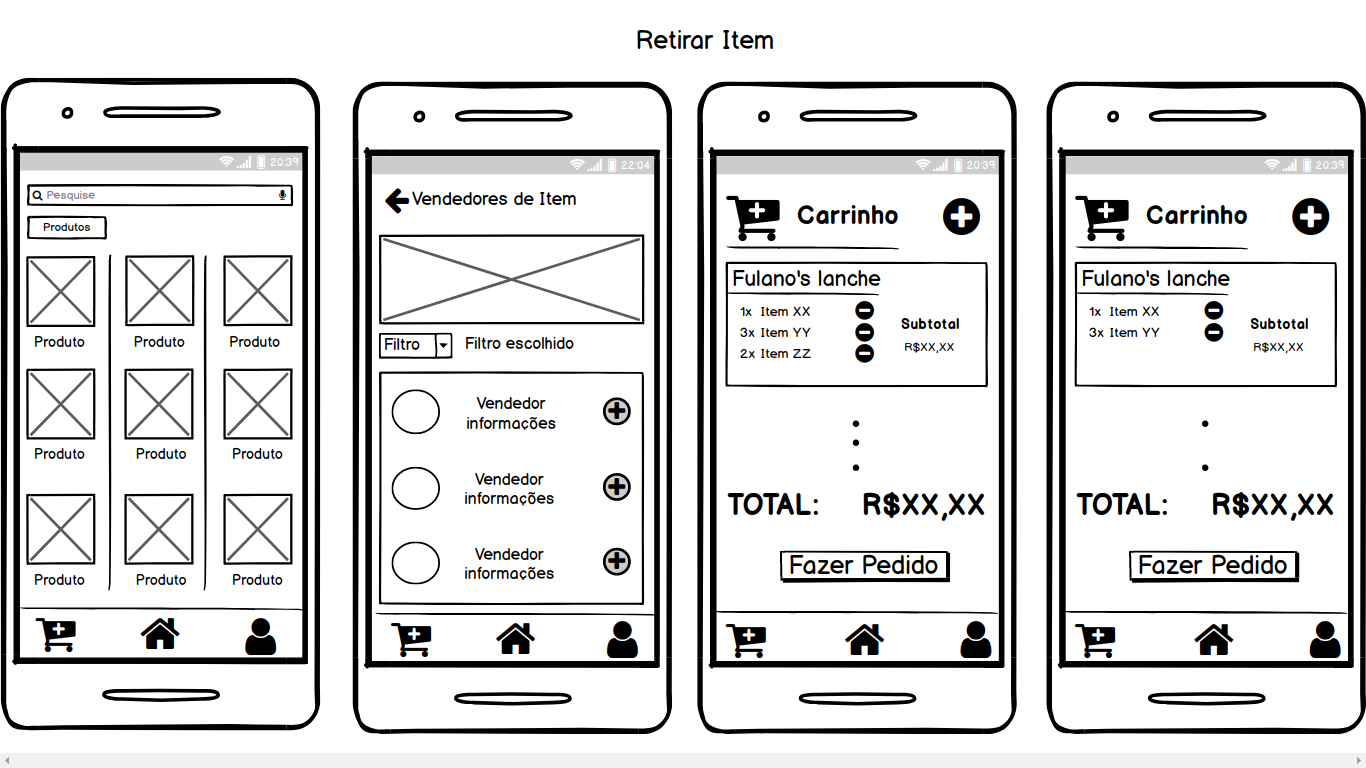 Retirar Item
20:39
Pesquise
Produtos
Produto Produto Produto
Produto Produto Produto
Produto Produto Produto
22:04
Vendedores de Item
Filtro Filtro escolhido
Vendedor
informações
Vendedor
informações
Vendedor
informações
20:39
Carrinho
Fulano's lanche
1x Item XX
3x Item YY
2x Item ZZ
Subtotal
R$XX,XX
TOTAL: R$XX,XX
Fazer Pedido
20:39
Carrinho
Fulano's lanche
1x Item XX
3x Item YY
Subtotal
R$XX,XX
TOTAL: R$XX,XX
Fazer Pedido